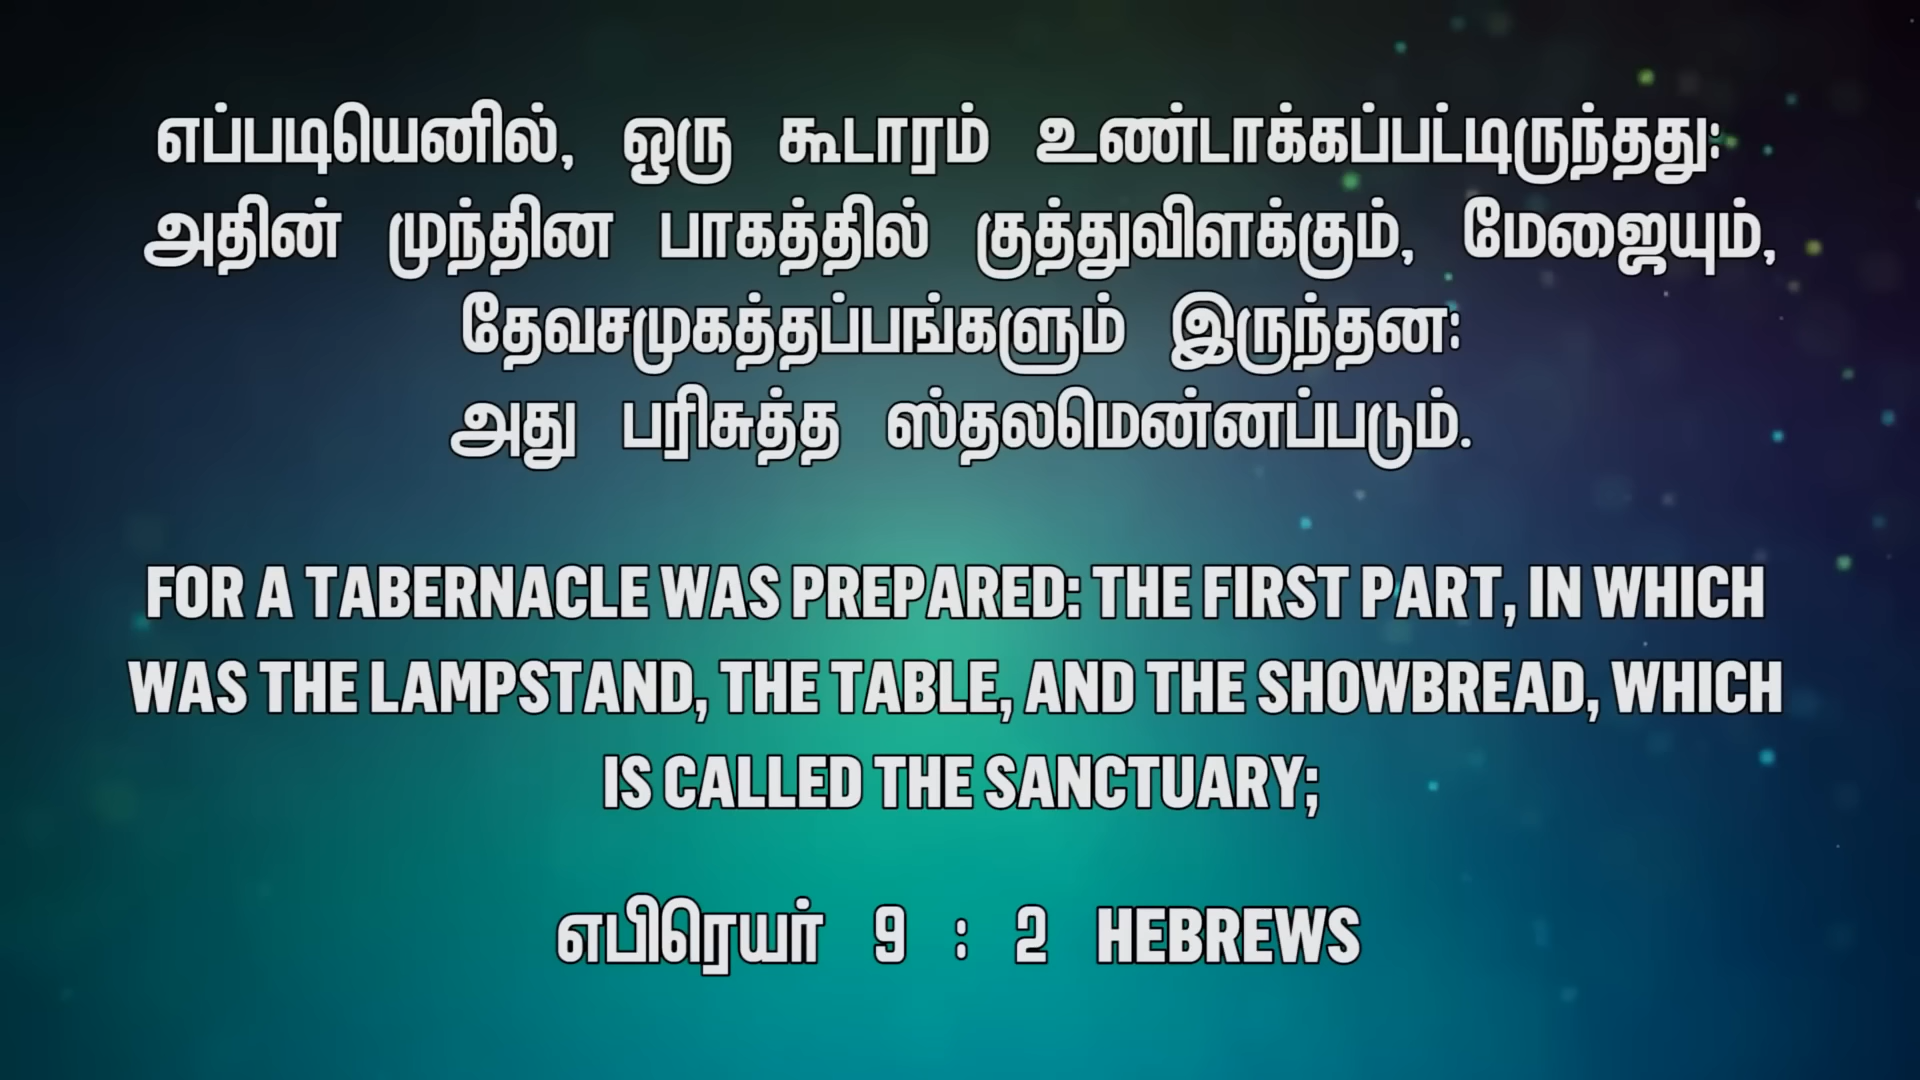 எப்படியெனில், ஒரு கூடாரம் உண்டாக்கப்பட்டிருந்தது:
அதின் முந்தின பாகத்தில் குத்துவிளக்கும், மேஜையும்,
தேவசமுகத்தப்பங்களும் இருந்தன:
அது பரிசுத்த ஸ்தலமென்னப்படும்.
FOR A TABERNACLE WAS PREPARED: THE FIRST PART, IN WHICH
WAS THE LAMPSTAND, THE TABLE, AND THE SHOWBREAD, WHICH
IS CALLED THE SANCTUARY;
எபிரெயர் 9 : 2 HEBREWS